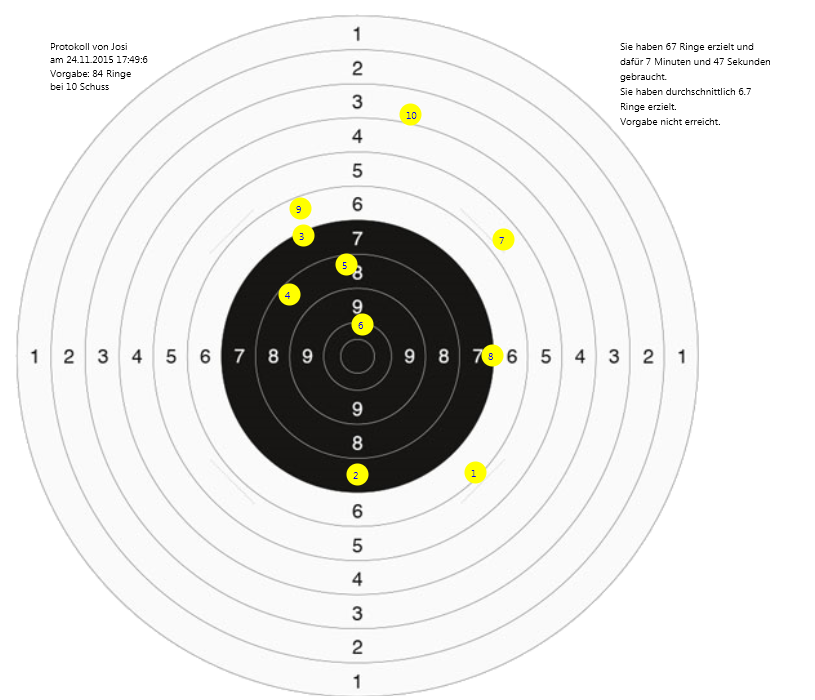 Protokoll von Josi
am 24.11.2015 17:49:6
Vorgabe: 84 Ringe
bei 10 Schuss
Sie haben 67 Ringe erzielt und
dafür 7 Minuten und 47 Sekunden
gebraucht.
Sie haben durchschnittlich 6.7
Ringe erzielt.
Vorgabe nicht erreicht.
1
2
3
10
4
5
6
9
3
7
7
5
8
4
9
6
1 2 3 4 5 6 7 8 9 9 8 7 8 6 5 4 3 2 1
9
8
2
1
6
5
4
3
2
1